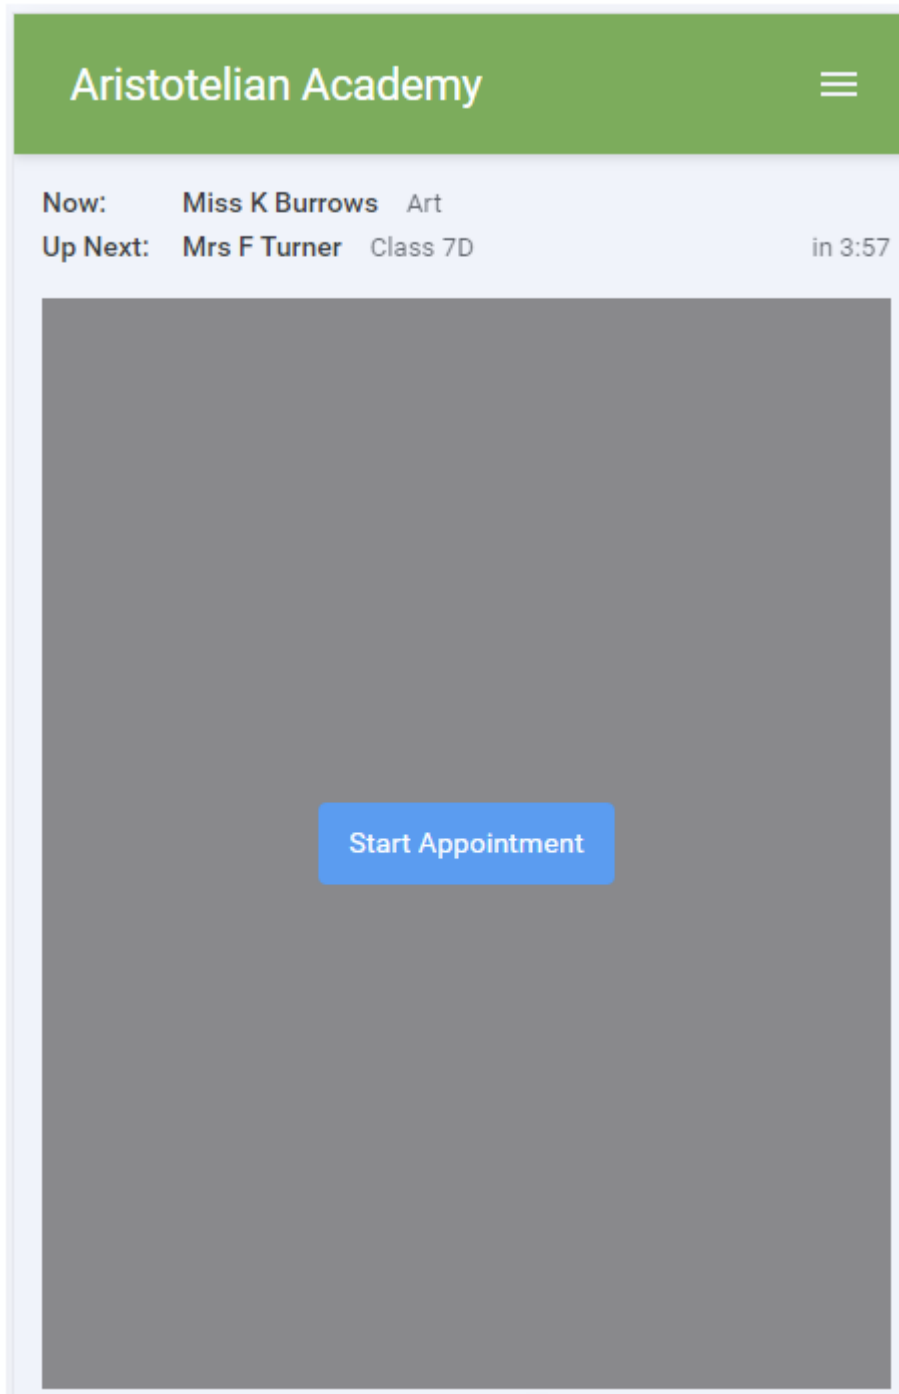 Aristotelian Academy
Now: Miss K Burrows Art
Up Next: Mrs F Turner Class 7D in 3:57
Start Appointment